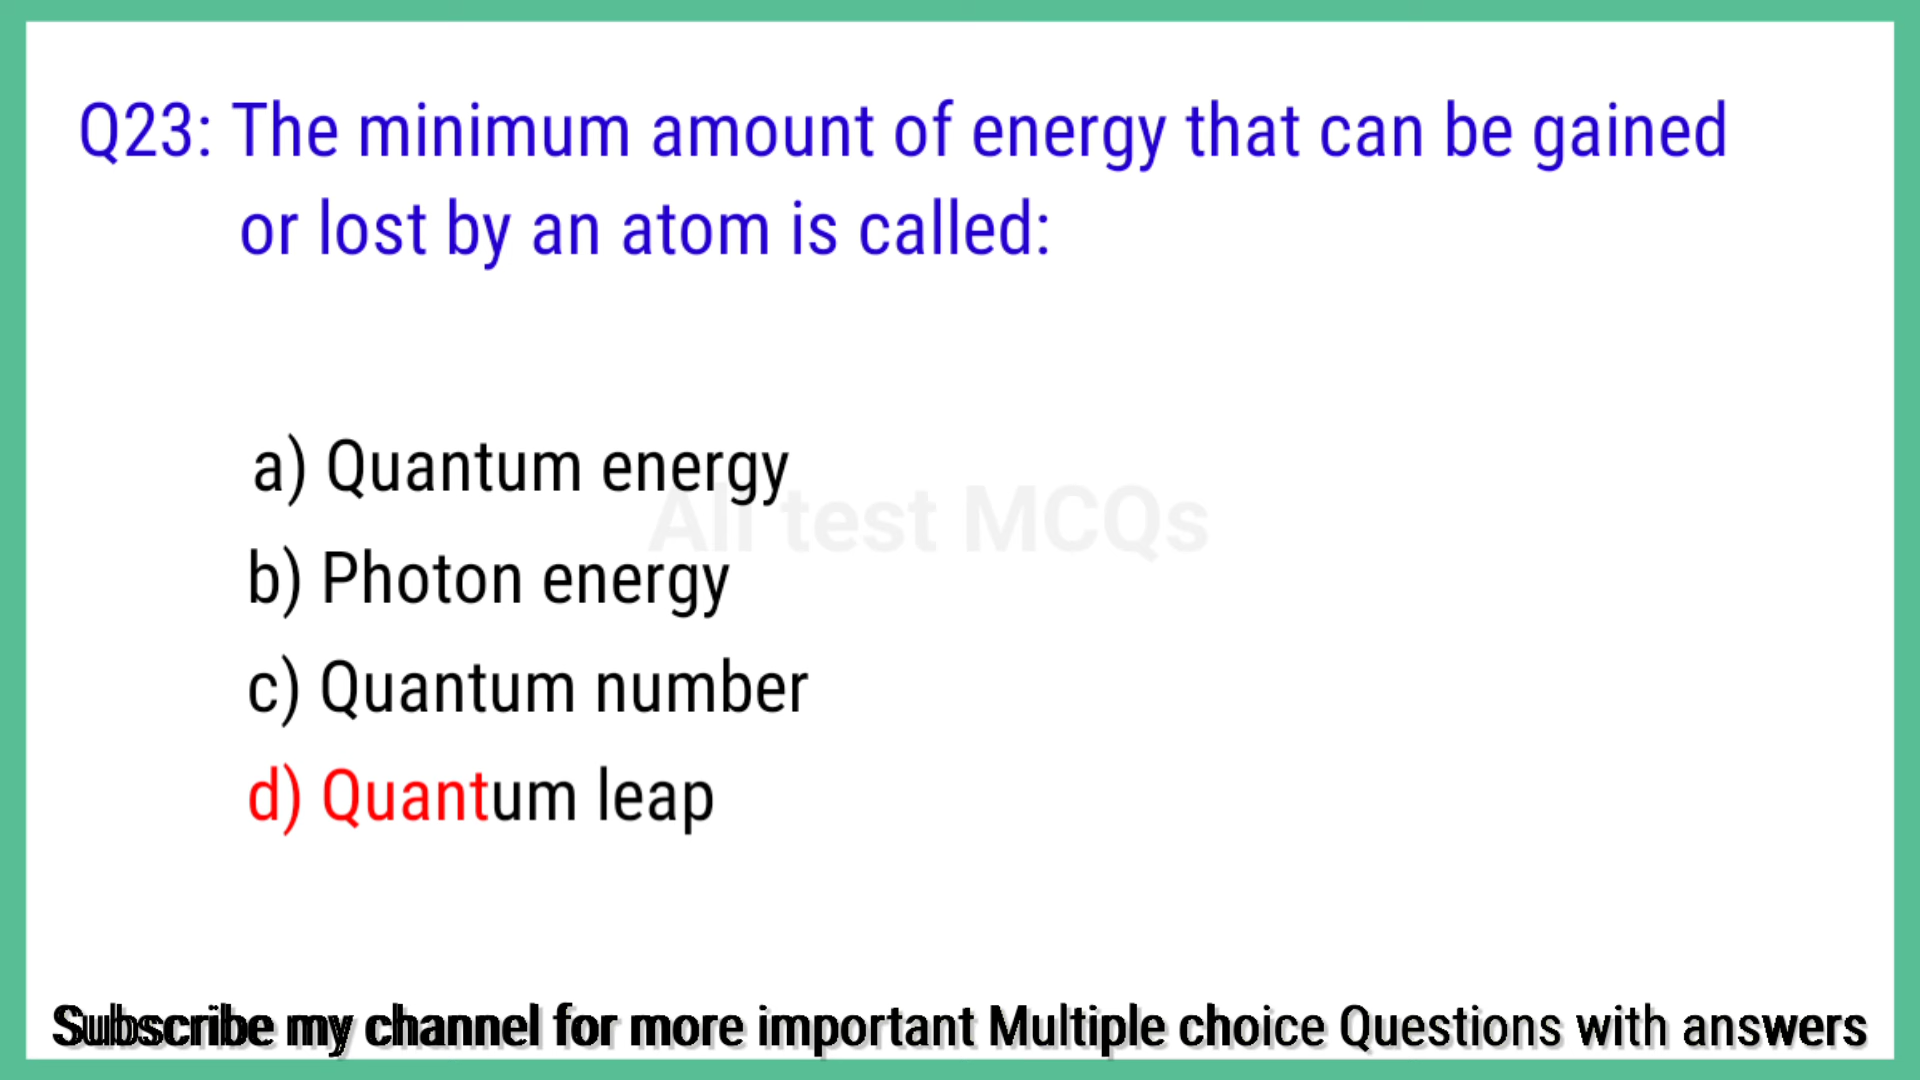 Q23: The minimum amount of energy that can be gained
or lost by an atom is called:
a) Quantum energy
All test MCQs
b) Photon energy
c) Quantum number
d) Quantum leap
Subscribe my channel for more important Multiple choice Questions with answers